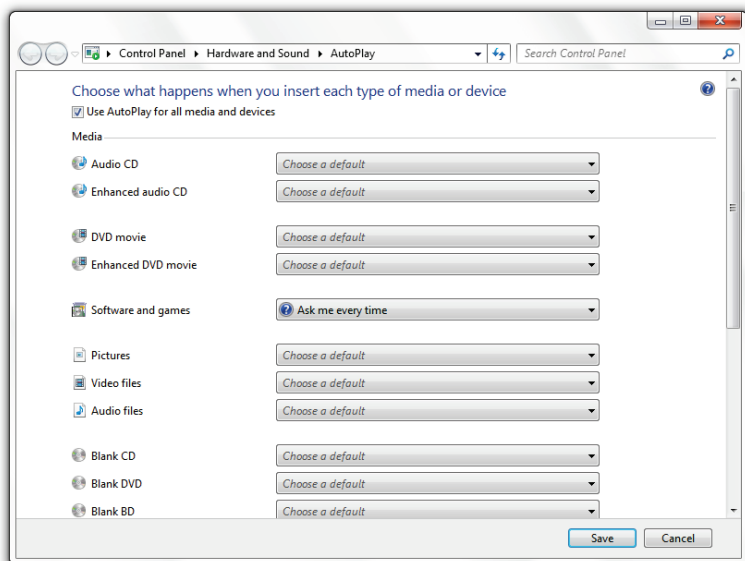 Control Panel Hardware and Sound AutoPlay Search Control Panel
Choose what happens when you insert each type of media or device
Use AutoPlay for all media and devices
Media
Audio CD Choose a default
Enhanced audio CD Choose a default
DVD movie Choose a default
Enhanced DVD movie Choose a default
Software and games Ask me every time
Pictures Choose a default
Video files Choose a default
Audio files Choose a default
Blank CD Choose a default
Blank DVD Choose a default
Blank BD Choose a default
Save Cancel